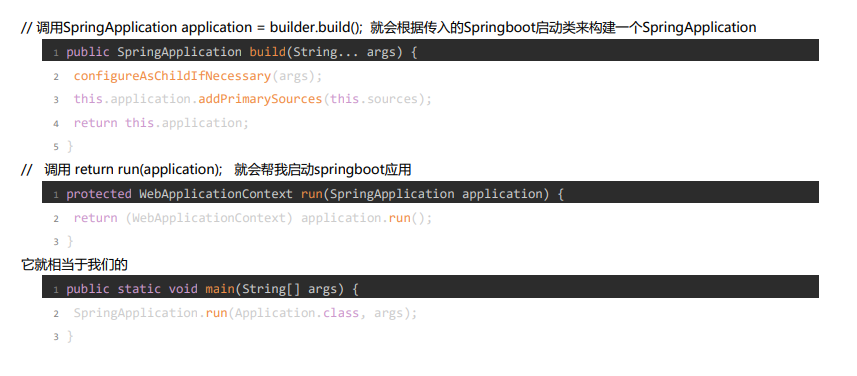 // 调用SpringApplication application = builder.build(); 就会根据传入的Springboot启动类来构建一个SpringApplication
1 public SpringApplication build(String... args) {
2 configureAsChildIfNecessary(args);
3 this.application.addPrimarySources(this.sources);
4 return this.application;
5 }
// 调用 return run(application); 就会帮我启动springboot应用
1 protected WebApplicationContext run(SpringApplication application) {
2 return (WebApplicationContext) application.run();
3 }
它就相当于我们的
1 public static void main(String[] args) {
2 SpringApplication.run(Application.class, args);
3 }